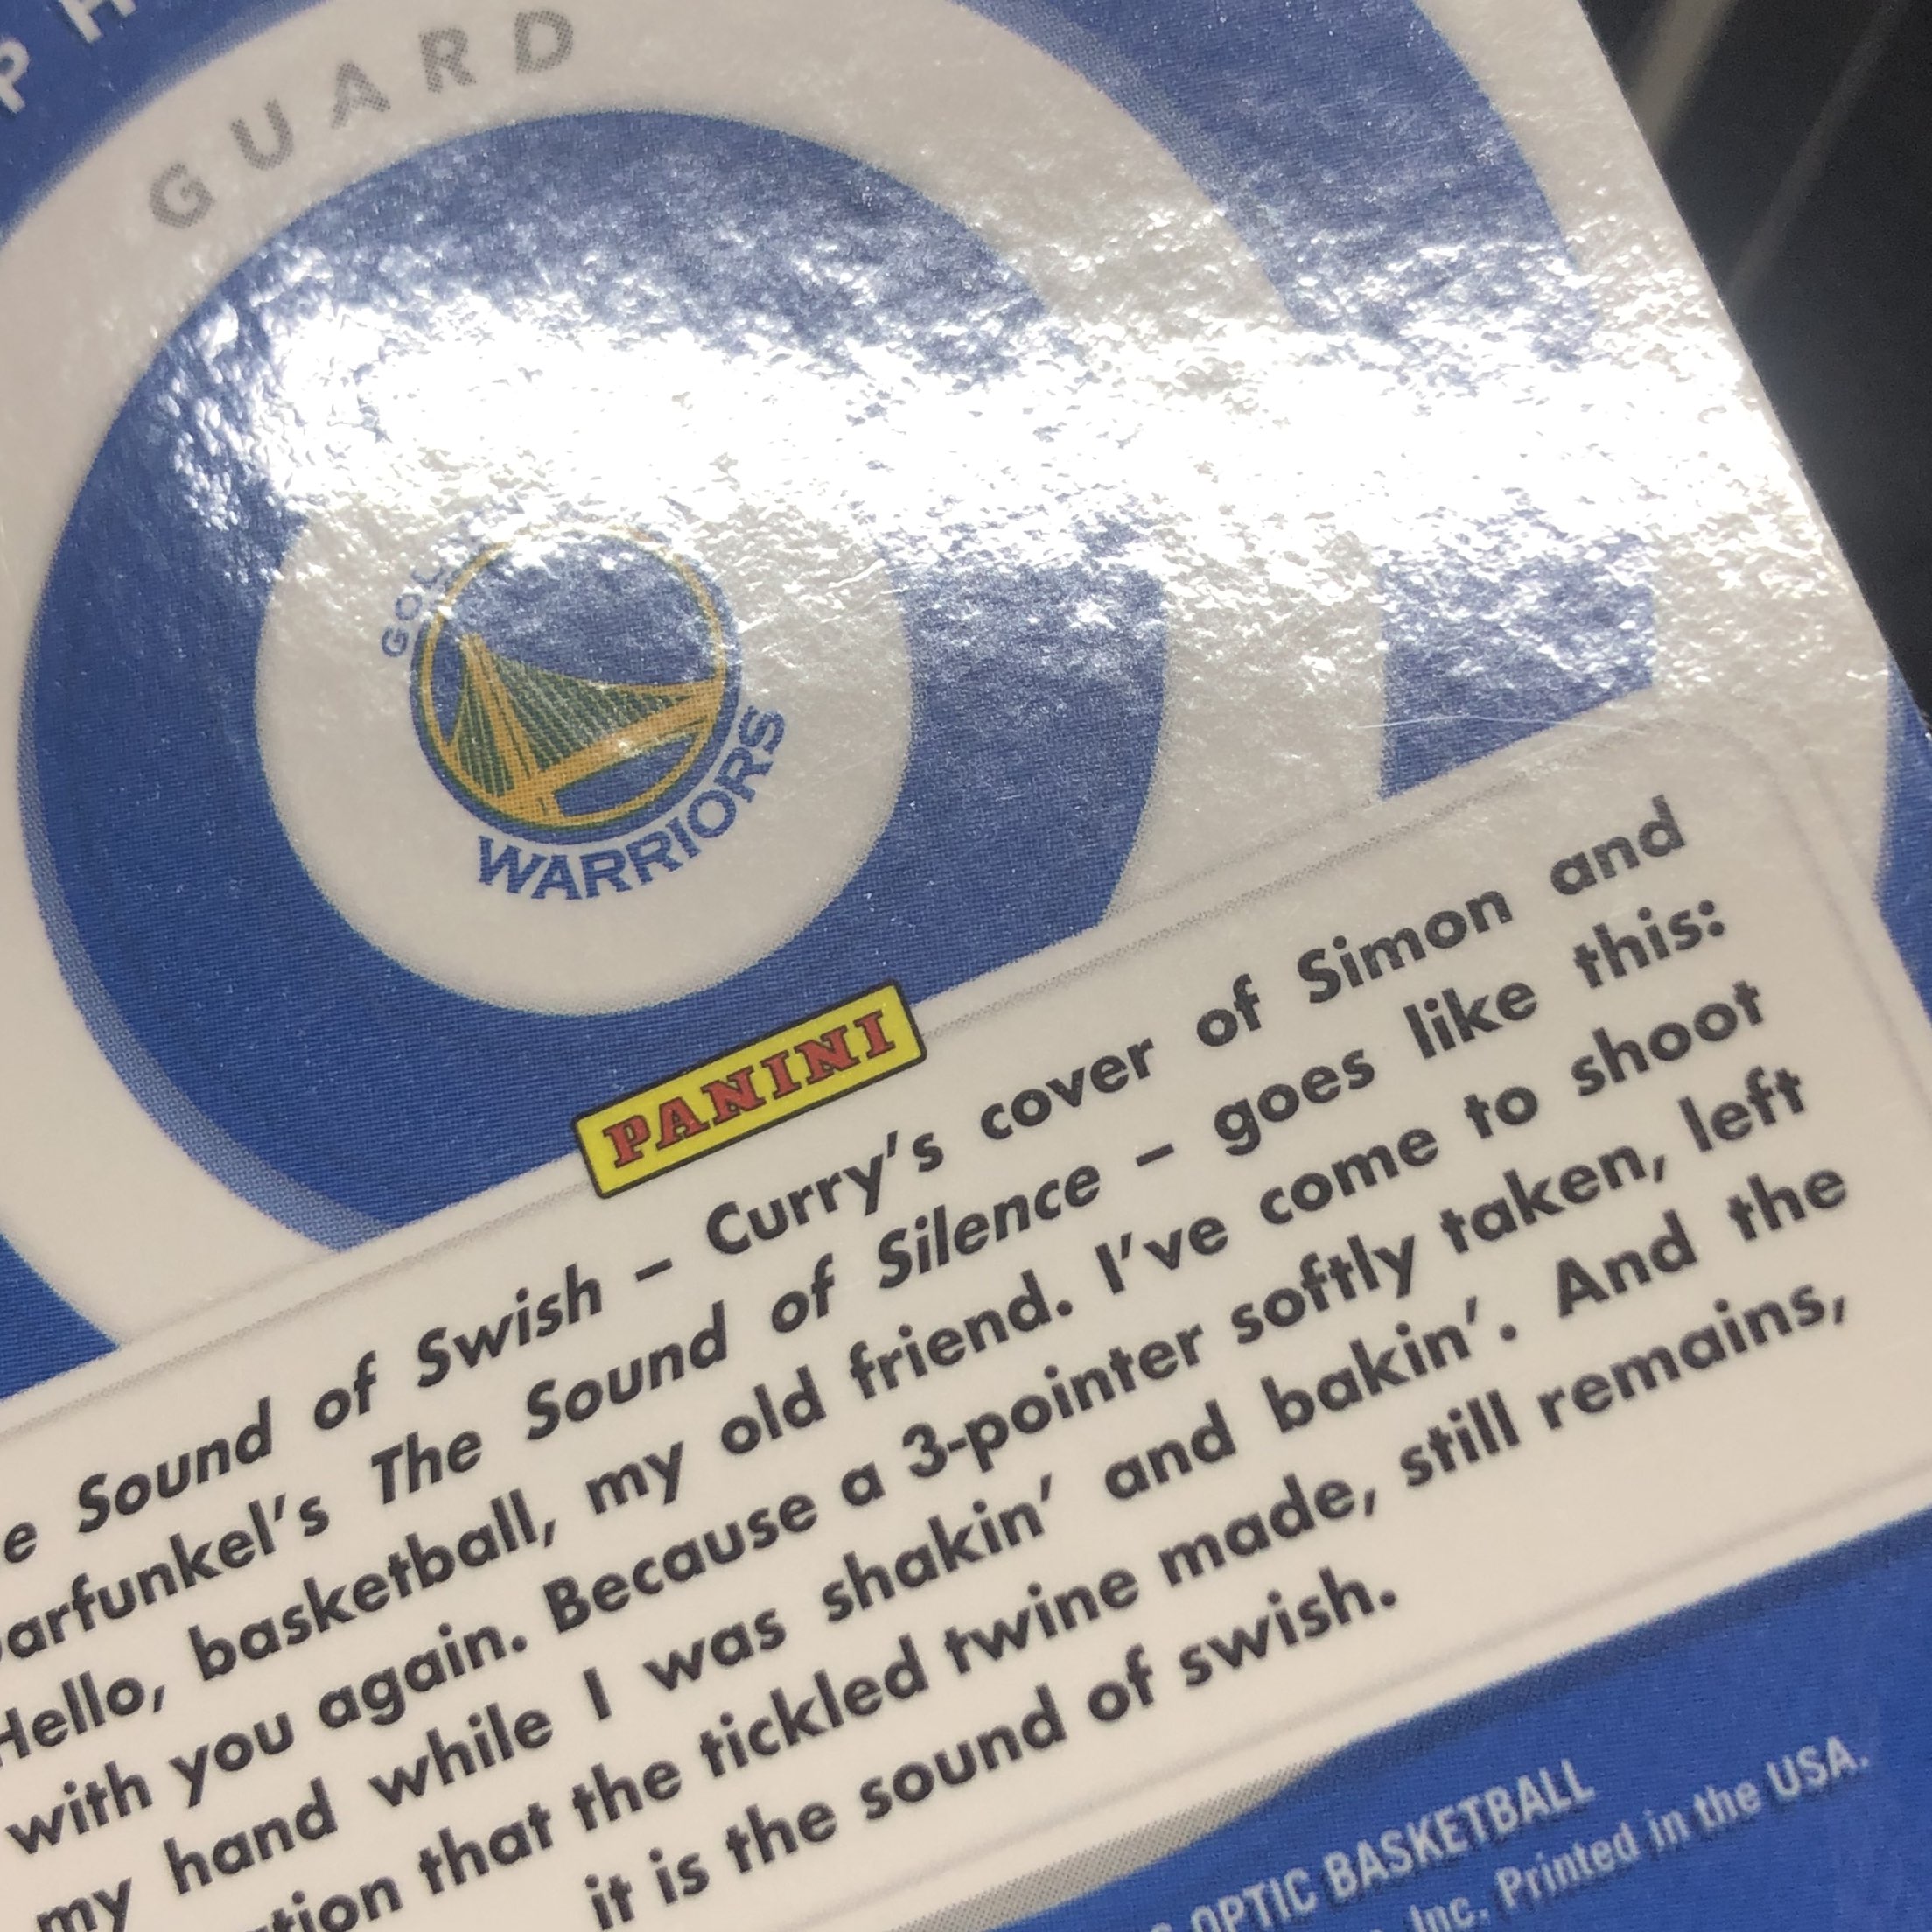 P H
GUARD
WARRIORS
PANINI
Sound of Swish – Curry's cover of Simon and
arfunkel's The Sound of Silence – goes like this:
Hello, basketball, my old friend. I've come to shoot
with you again. Because a 3-pointer softly taken, left
my hand while I was shakin' and bakin'. And the
tion that the tickled twine made, still remains,
it is the sound of swish.
OPTIC BASKETBALL
Inc. Printed in the USA.